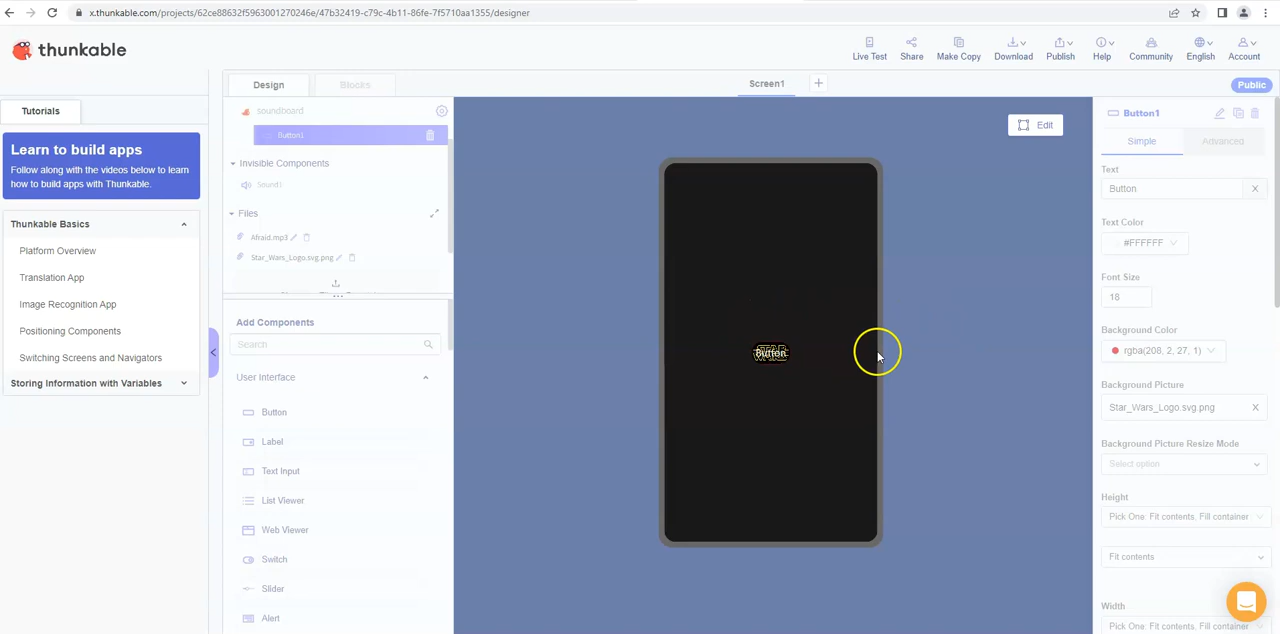 x.thunkable.com/projects/62ce88632f5963001270246e/47b32419-c79c-4b11-86fe-7f5710aa1355/designer
thunkable
Live Test
Share
Make Copy
Download
Publish
Help
Community
English
Account
Tutorials
Design
Blocks
Screen1
Public
Learn to build apps
Follow along with the videos below to learn
how to build apps with Thunkable.
Thunkable Basics
Platform Overview
Translation App
Image Recognition App
Positioning Components
Switching Screens and Navigators
Storing Information with Variables
soundboard
Button1
Invisible Components
Sound1
Files
Afraid.mp3
Star_Wars_Logo.svg.png
Add Components
Search
User Interface
Button
Label
Text Input
List Viewer
Web Viewer
Switch
Slider
Alert
Edit
STAR
Button
WARS
Button1
Simple
Advanced
Text
Button
Text Color
#FFFFFF
Font Size
18
Background Color
rgba(208, 2, 27, 1)
Background Picture
Star_Wars_Logo.svg.png
Background Picture Resize Mode
Select option
Height
Pick One: Fit contents, Fill container
Fit contents
Width
Pick One: Fit contents, Fill container